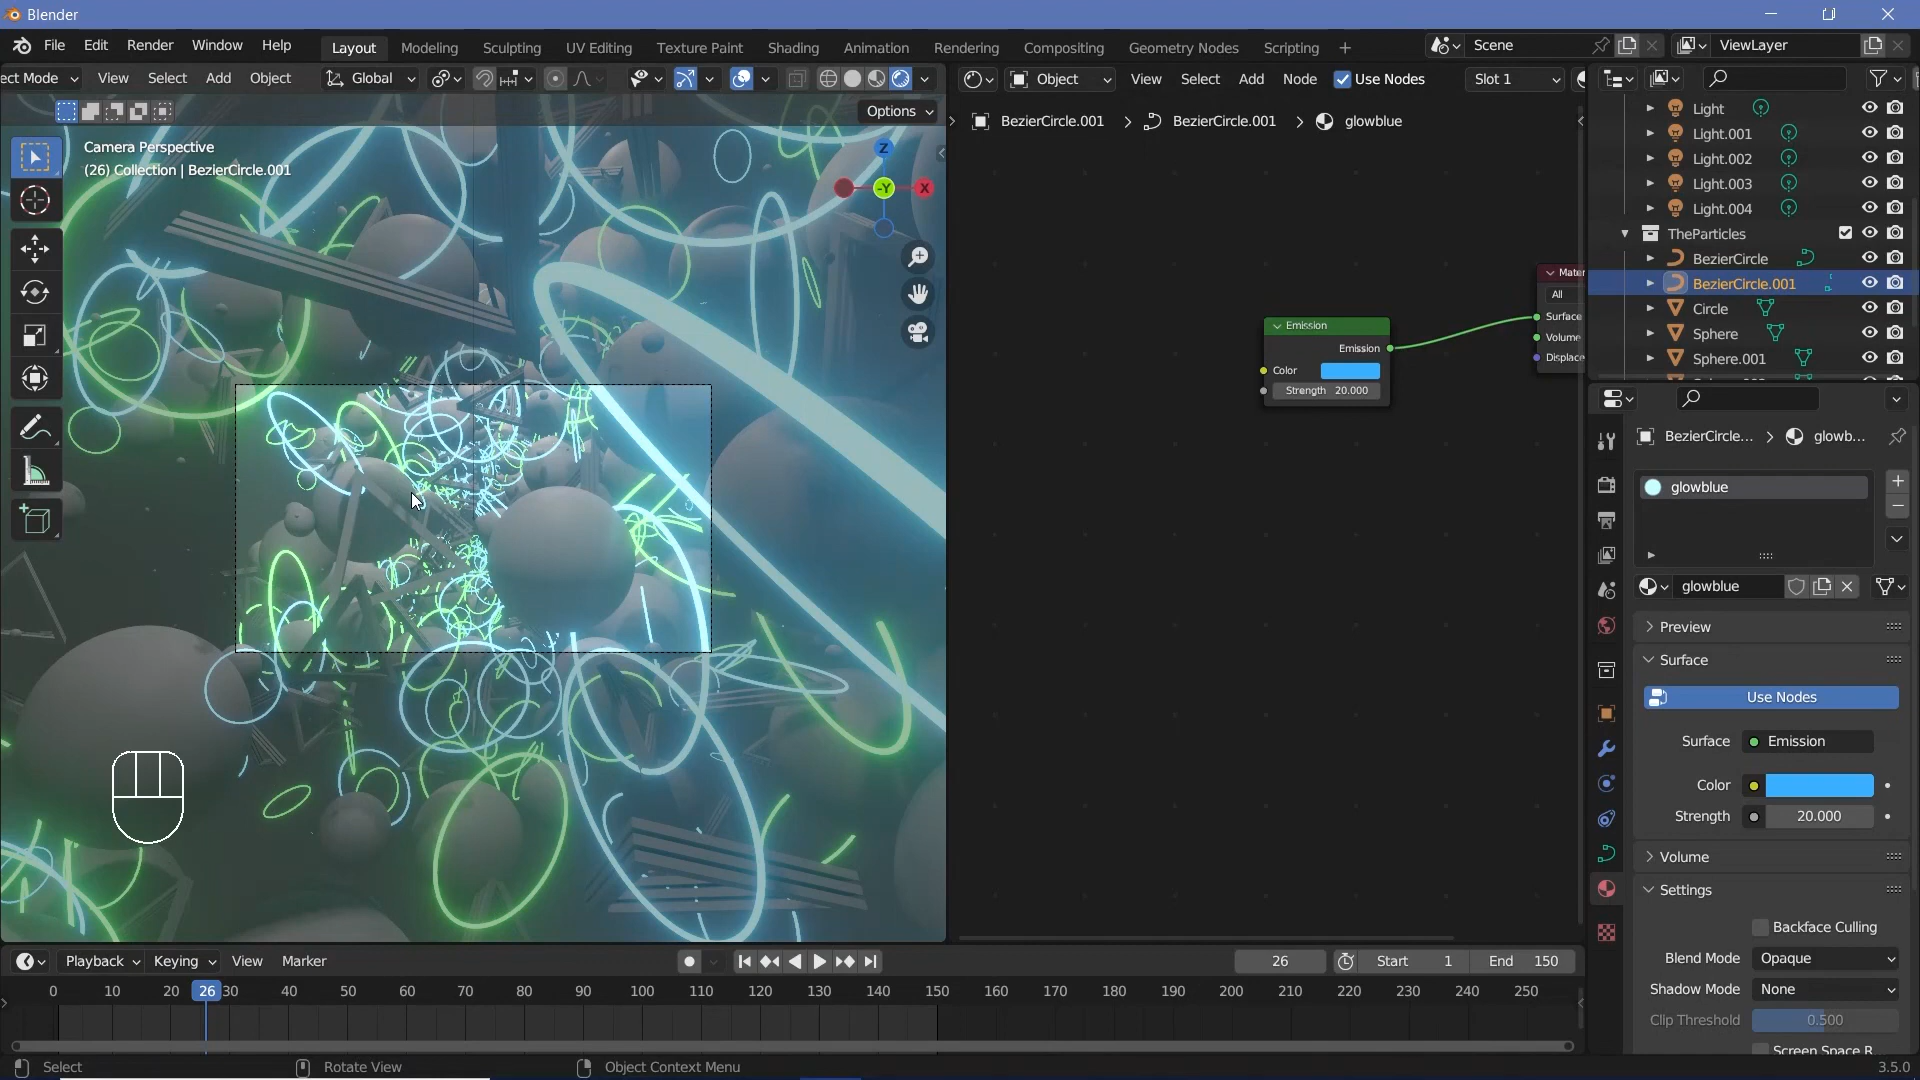 Blender
File Edit Render Window Help
Layout Modeling Sculpting UV Editing Texture Paint Shading Animation Rendering Compositing Geometry Nodes Scripting
Scene
ViewLayer
ect Mode View Select Add Object
Global
Object View Select Add Node Use Nodes Slot 1
Options
Camera Perspective
(26) Collection | BezierCircle.001
Z
-Y
X
BezierCircle.001 > BezierCircle.001 > glowblue
Emission
Emission
Color
Strength 20.000
Mater
All
Surface
Volume
Displace
Light
Light.001
Light.002
Light.003
Light.004
TheParticles
BezierCircle
BezierCircle.001
Circle
Sphere
Sphere.001
BezierCircle... > glowb...
glowblue
glowblue
Preview
Surface
Use Nodes
Surface Emission
Color
Strength 20.000
Volume
Settings
Backface Culling
Blend Mode Opaque
Shadow Mode None
Clip Threshold 0.500
Screen Space R
Playback Keying View Marker
26
Start 1 End 150
0 10 20 26 30 40 50 60 70 80 90 100 110 120 130 140 150 160 170 180 190 200 210 220 230 240 250
Select
Rotate View
Object Context Menu
3.5.0